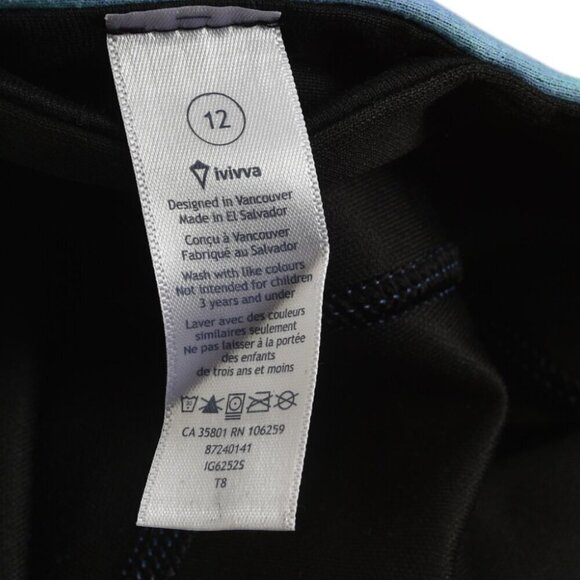 12
ivivva
Designed in Vancouver
Made in El Salvador
Conçu à Vancouver
Fabriqué au Salvador
Wash with like colours
Not intended for children
3 years and under
Laver avec des couleurs
similaires seulement
Ne pas laisser à la portée
des enfants
de trois ans et moins
30
CA 35801 RN 106259
87240141
IG6252S
T8